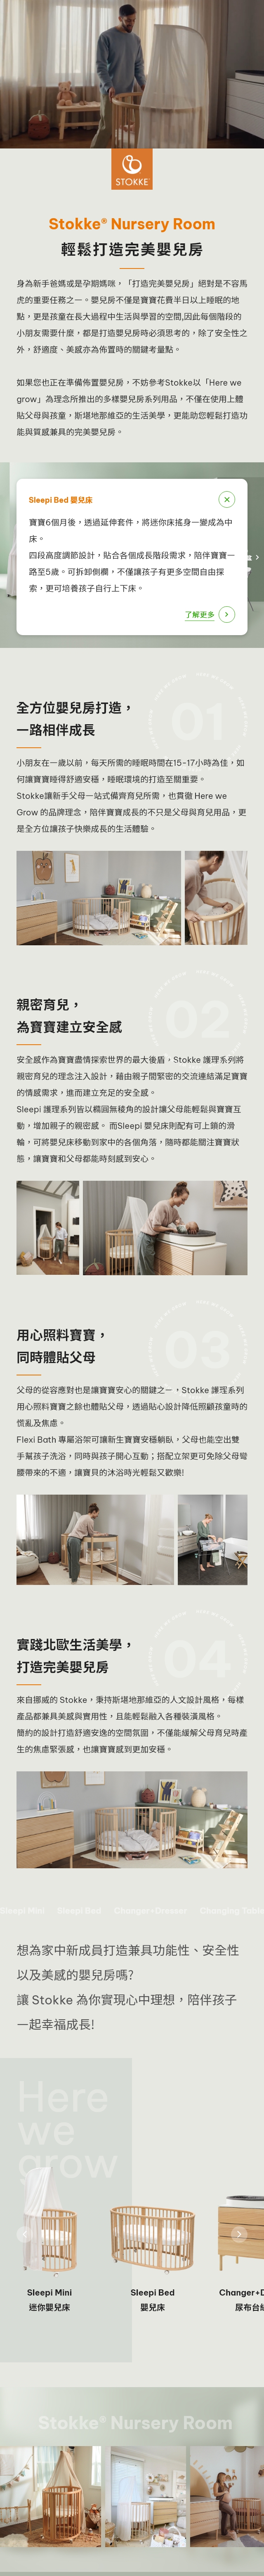 STOKKE
Stokke® Nursery Room
輕鬆打造完美嬰兒房
身為新手爸媽或是孕期媽咪，「打造完美嬰兒房」絕對是不容馬
虎的重要任務之一。嬰兒房不僅是寶寶花費半日以上睡眠的地
點，更是孩童在長大過程中生活與學習的空間,因此每個階段的
小朋友需要什麼，都是打造嬰兒房時必須思考的，除了安全性之
外，舒適度、美感亦為佈置時的關鍵考量點。
如果您也正在準備佈置嬰兒房，不妨參考Stokke以「Here we
grow」為理念所推出的多樣嬰兒房系列用品，不僅在使用上體
貼父母與孩童，斯堪地那維亞的生活美學，更能助您輕鬆打造功
能與質感兼具的完美嬰兒房。
Sleepi Bed 嬰兒床
寶寶6個月後，透過延伸套件，將迷你床搖身一變成為中
床。
四段高度調節設計，貼合各個成長階段需求，陪伴寶寶一
路至5歲。可拆卸側欄，不僅讓孩子有更多空間自由探
索，更可培養孩子自行上下床。
了解更多
01
全方位嬰兒房打造，
一路相伴成長
小朋友在一歲以前，每天所需的睡眠時間在15-17小時為佳，如
何讓寶寶睡得舒適安穩，睡眠環境的打造至關重要。
Stokke讓新手父母一站式備齊育兒所需，也貫徹 Here we
Grow 的品牌理念，陪伴寶寶成長的不只是父母與育兒用品，更
是全方位讓孩子快樂成長的生活體驗。
02
親密育兒，
為寶寶建立安全感
安全感作為寶寶盡情探索世界的最大後盾，Stokke 護理系列將
親密育兒的理念注入設計，藉由親子間緊密的交流連結滿足寶寶
的情感需求，進而建立充足的安全感。
Sleepi 護理系列皆以橢圓無稜角的設計讓父母能輕鬆與寶寶互
動，增加親子的親密感。 而Sleepi 嬰兒床則配有可上鎖的滑
輪，可將嬰兒床移動到家中的各個角落，隨時都能關注寶寶狀
態，讓寶寶和父母都能時刻感到安心。
03
用心照料寶寶，
同時體貼父母
父母的從容應對也是讓寶寶安心的關鍵之一，Stokke 護理系列
用心照料寶寶之餘也體貼父母，透過貼心設計降低照顧孩童時的
慌亂及焦慮。
Flexi Bath 專屬浴架可讓新生寶寶安穩躺臥，父母也能空出雙
手幫孩子洗浴，同時與孩子開心互動；搭配立架更可免除父母彎
腰帶來的不適，讓寶貝的沐浴時光輕鬆又歡樂!
04
實踐北歐生活美學，
打造完美嬰兒房
來自挪威的 Stokke，秉持斯堪地那維亞的人文設計風格，每樣
產品都兼具美感與實用性，且能輕鬆融入各種裝潢風格。
簡約的設計打造舒適安逸的空間氛圍，不僅能緩解父母育兒時產
生的焦慮緊張感，也讓寶寶感到更加安穩。
Sleepi Mini Sleepi Bed Changer+Dresser Changing Table
想為家中新成員打造兼具功能性、安全性
以及美感的嬰兒房嗎?
讓 Stokke 為你實現心中理想，陪伴孩子
一起幸福成長!
Here
we
grow
Sleepi Mini
迷你嬰兒床
Sleepi Bed
嬰兒床
Changer+D
尿布台
Stokke® Nursery Room